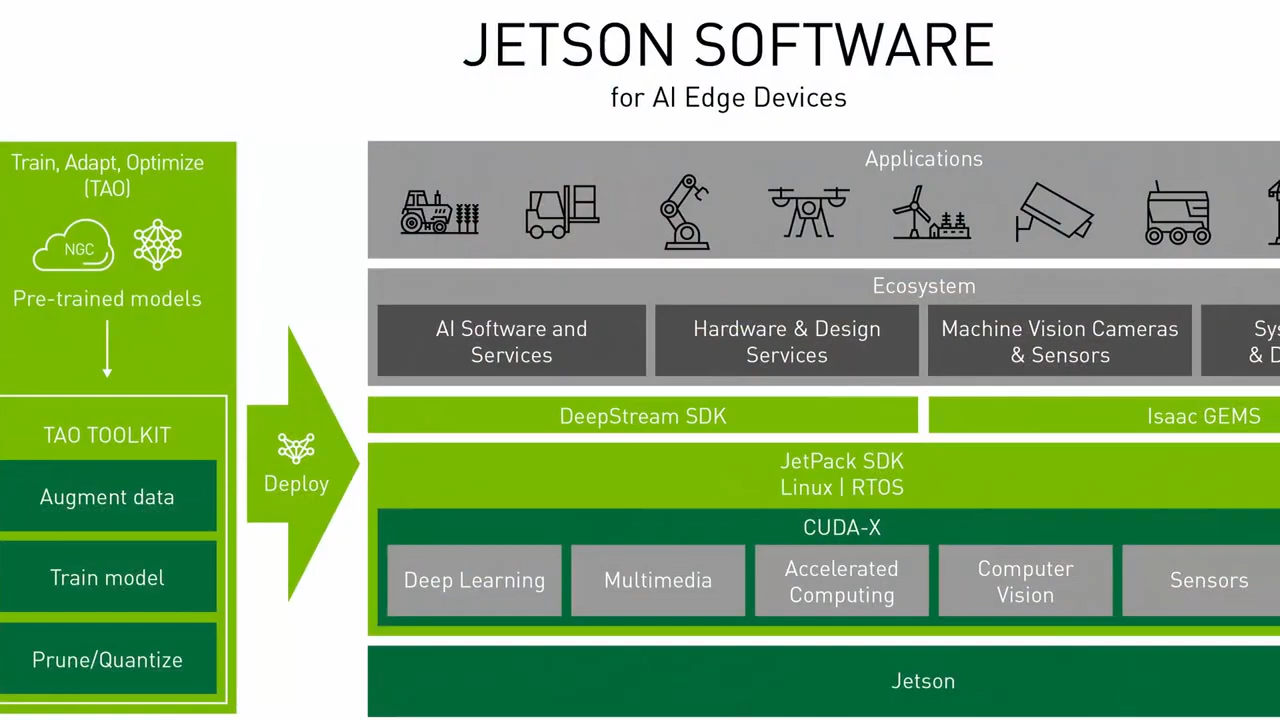 JETSON SOFTWARE
for AI Edge Devices
Train, Adapt, Optimize
(TAO)
NGC
Pre-trained models
TAO TOOLKIT
Augment data
Train model
Prune/Quantize
Deploy
Applications
Ecosystem
AI Software and
Services
Hardware & Design
Services
Machine Vision Cameras
& Sensors
DeepStream SDK
Isaac GEMS
JetPack SDK
Linux | RTOS
CUDA-X
Deep Learning
Multimedia
Accelerated
Computing
Computer
Vision
Sensors
Jetson